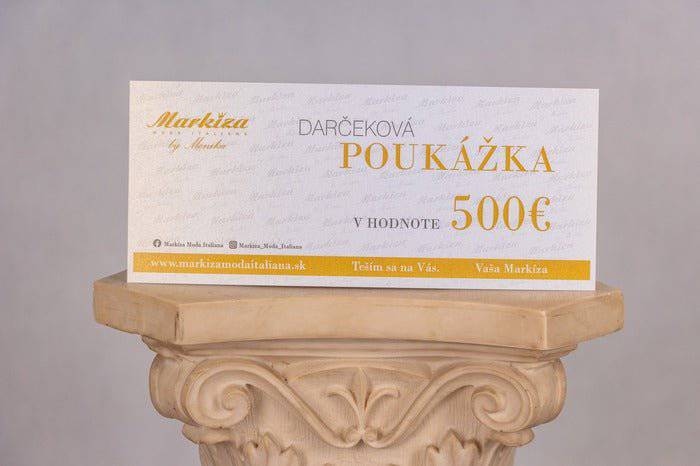 Markíza
MODA ITALIANA
by Monika
DARČEKOVÁ
POUKÁŽKA
V HODNOTE 500€
Markíza Moda Italiana Markiza_Moda_Italiana
www.markizamodaitaliana.sk Teším sa na Vás. Vaša Markíza